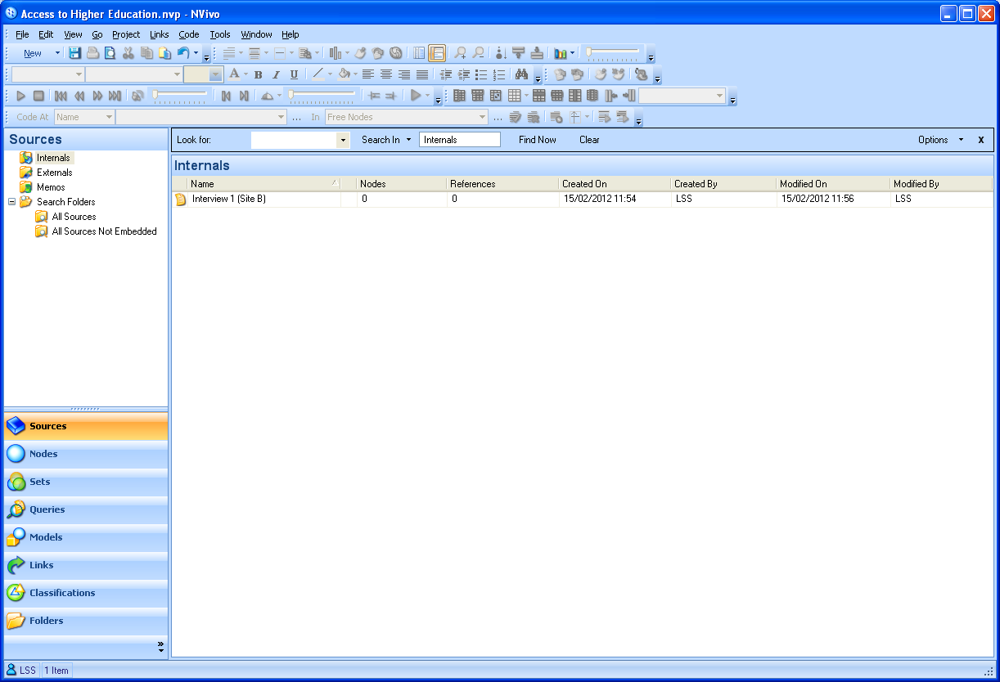 Access to Higher Education.nvp - NVivo
File Edit View Go Project Links Code Tools Window Help
New
A B I U
Code At Name ... In Free Nodes ...
Sources
Internals
Externals
Memos
Search Folders
All Sources
All Sources Not Embedded
Sources
Nodes
Sets
Queries
Models
Links
Classifications
Folders
Look for: Search In Internals Find Now Clear Options x
Internals
Name Nodes References Created On Created By Modified On Modified By
Interview 1 (Site B) 0 0 15/02/2012 11:54 LSS 15/02/2012 11:56 LSS
LSS 1 Item